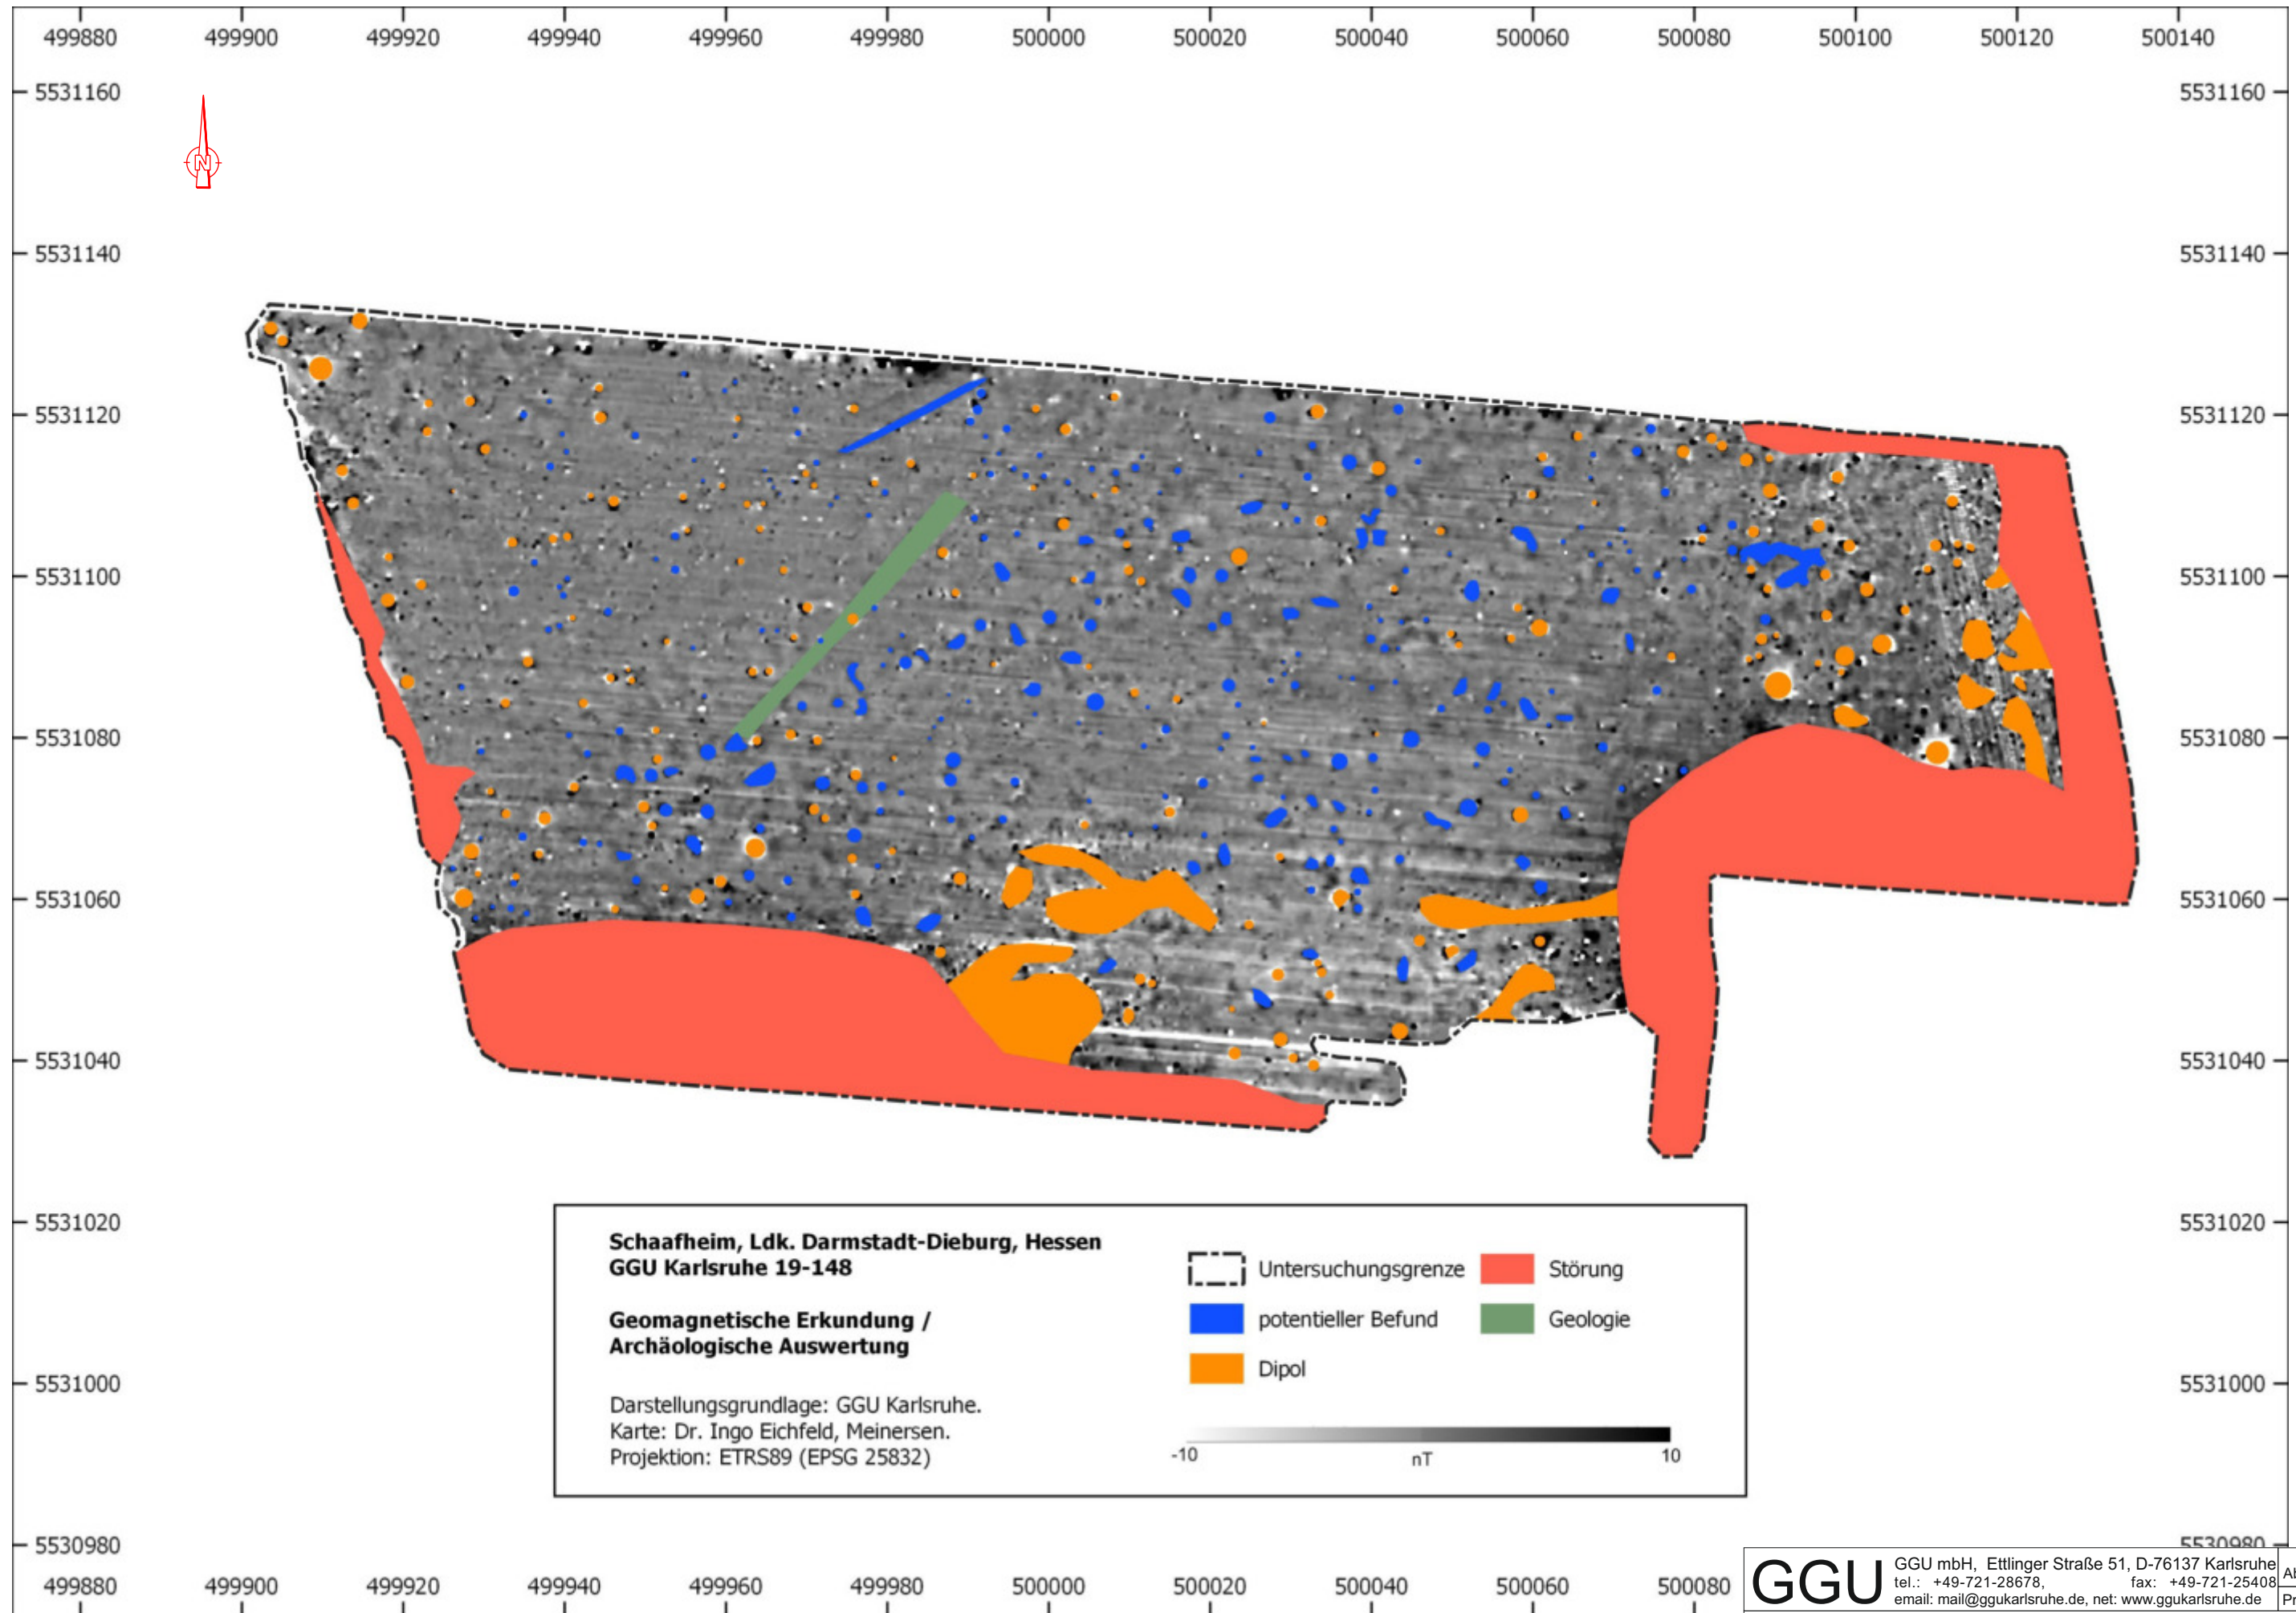 499880 499900 499920 499940 499960 499980 500000 500020 500040 500060 500080 500100 500120 500140
5531160 5531160
N
5531140 5531140
5531120 5531120
5531100 5531100
5531080 5531080
5531060 5531060
5531040 5531040
5531020 5531020
Schaafheim, Ldk. Darmstadt-Dieburg, Hessen
GGU Karlsruhe 19-148
Geomagnetische Erkundung /
Archäologische Auswertung
Darstellungsgrundlage: GGU Karlsruhe.
Karte: Dr. Ingo Eichfeld, Meinersen.
Projektion: ETRS89 (EPSG 25832)
Untersuchungsgrenze Störung
potentieller Befund Geologie
Dipol
-10 nT 10
5531000 5531000
5530980 5530980
499880 499900 499920 499940 499960 499980 500000 500020 500040 500060 500080
GGU
GGU mbH, Ettlinger Straße 51, D-76137 Karlsruhe
tel.: +49-721-28678, fax: +49-721-25408
email: mail@ggukarlsruhe.de, net: www.ggukarlsruhe.de